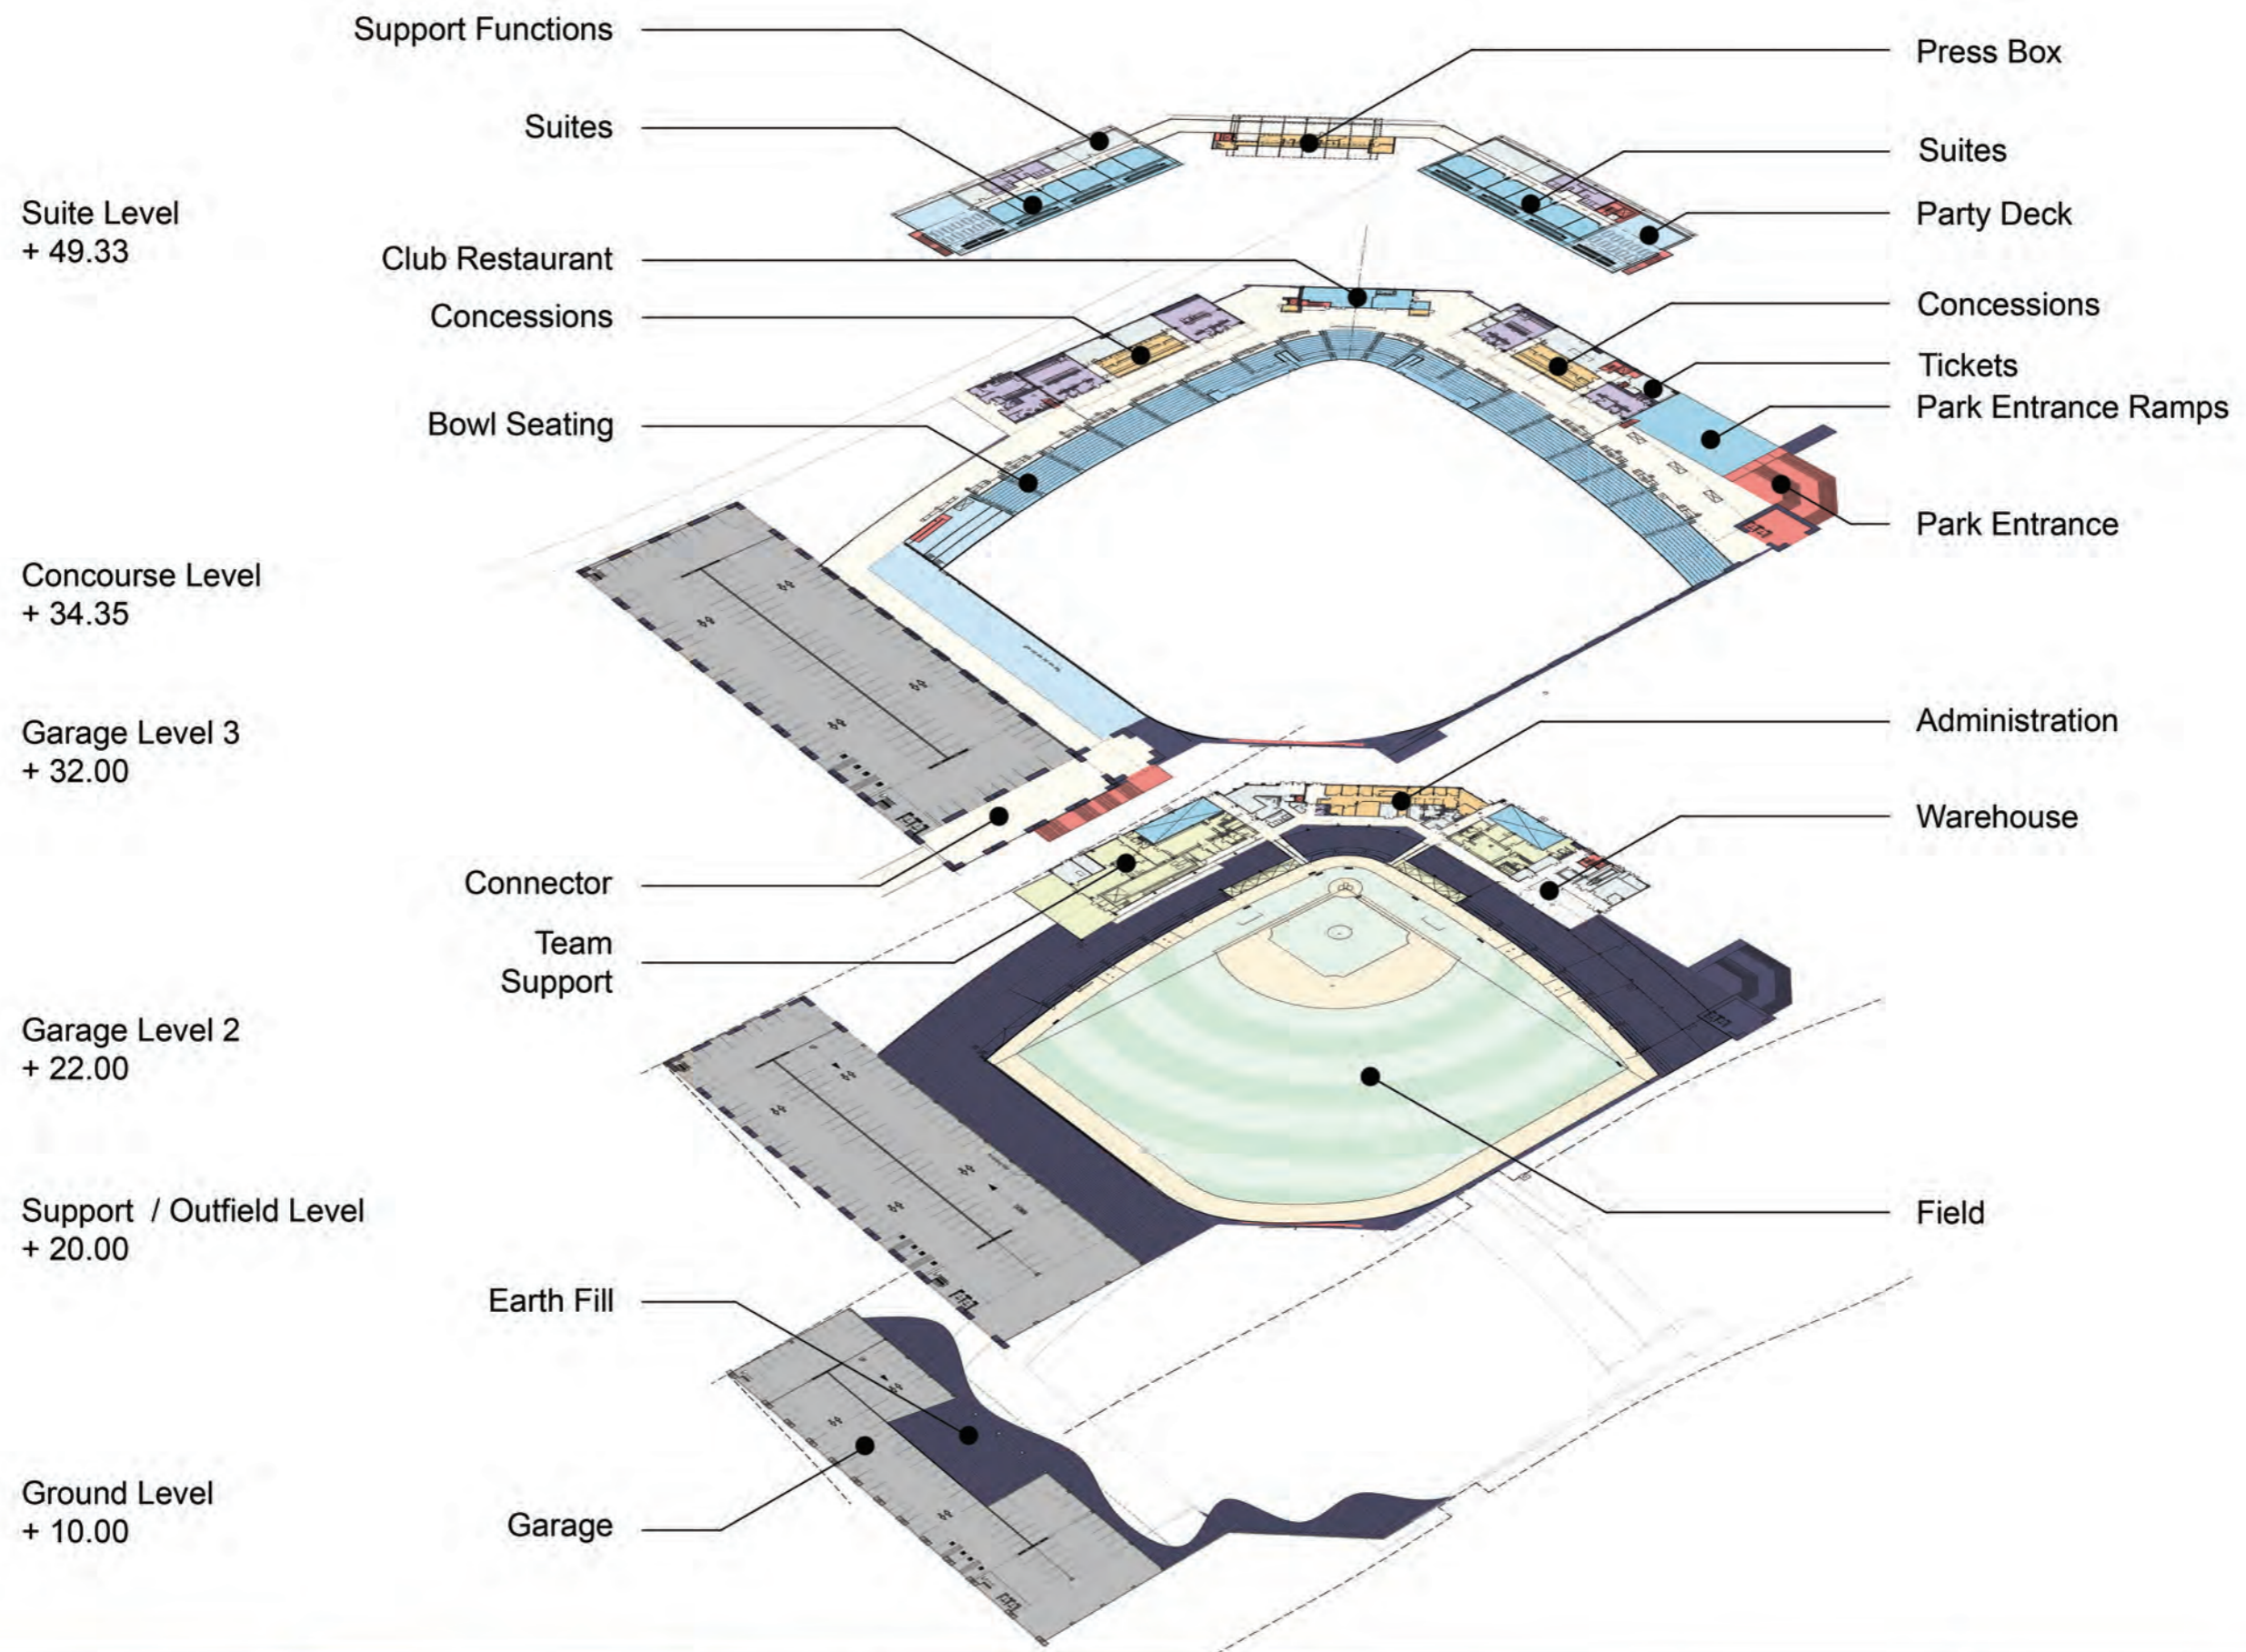 Support Functions
Press Box
Suites
Suites
Suite Level
+ 49.33
Party Deck
Club Restaurant
Concessions
Concessions
Tickets
Park Entrance Ramps
Bowl Seating
Park Entrance
Concourse Level
+ 34.35
Garage Level 3
+ 32.00
Administration
Warehouse
Connector
Team
Support
Garage Level 2
+ 22.00
Support / Outfield Level
+ 20.00
Field
Earth Fill
Ground Level
+ 10.00
Garage